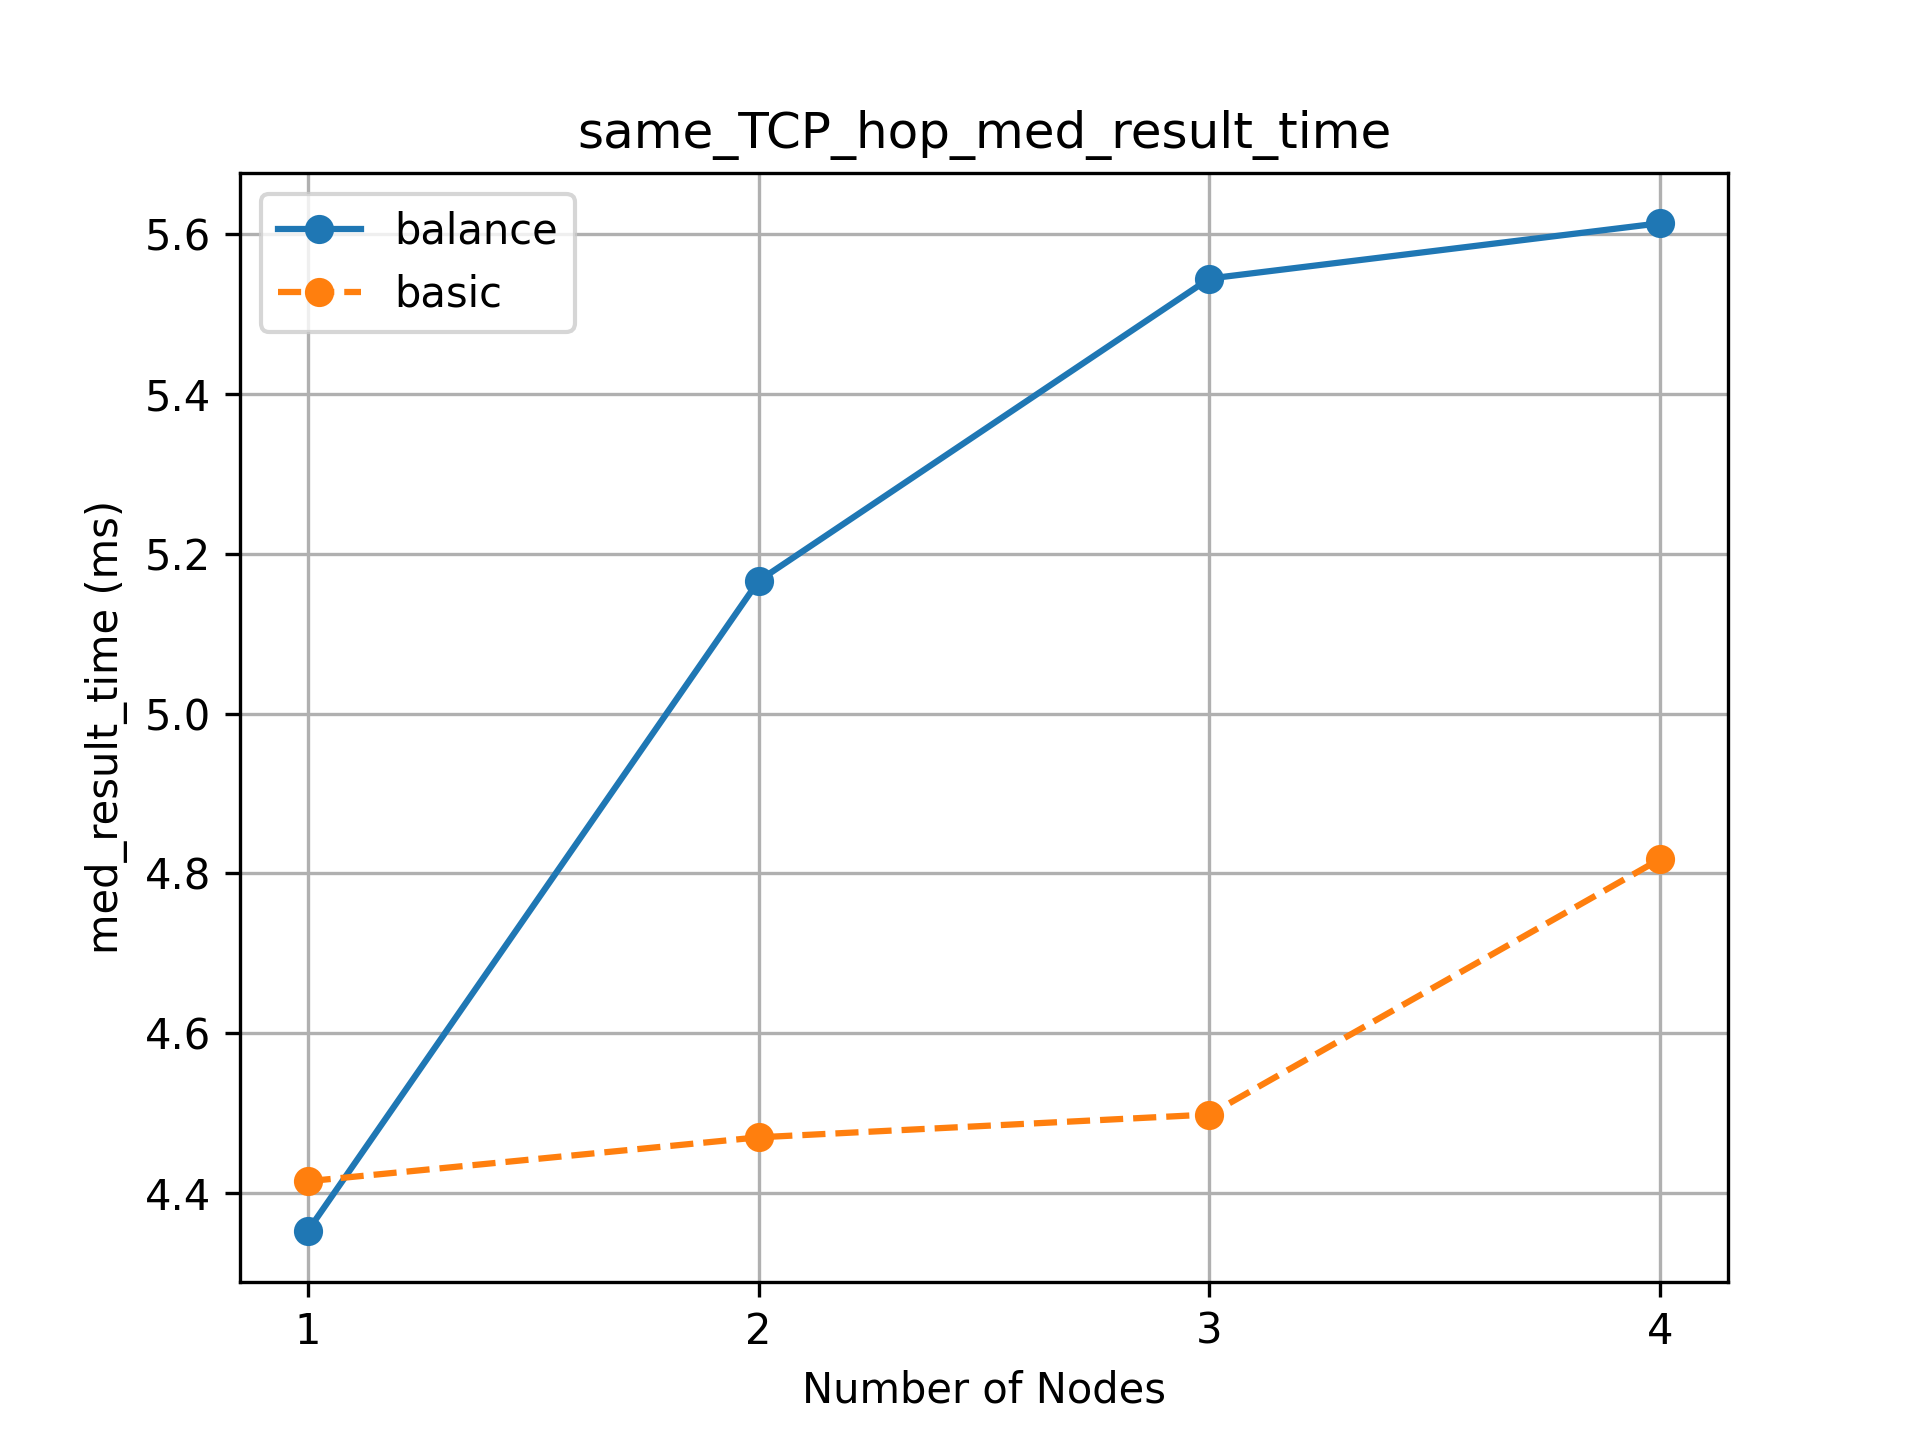 same_TCP_hop_med_result_time
balance
basic
5.6
5.4
5.2
5.0
4.8
4.6
4.4
med_result_time (ms)
1 2 3 4
Number of Nodes